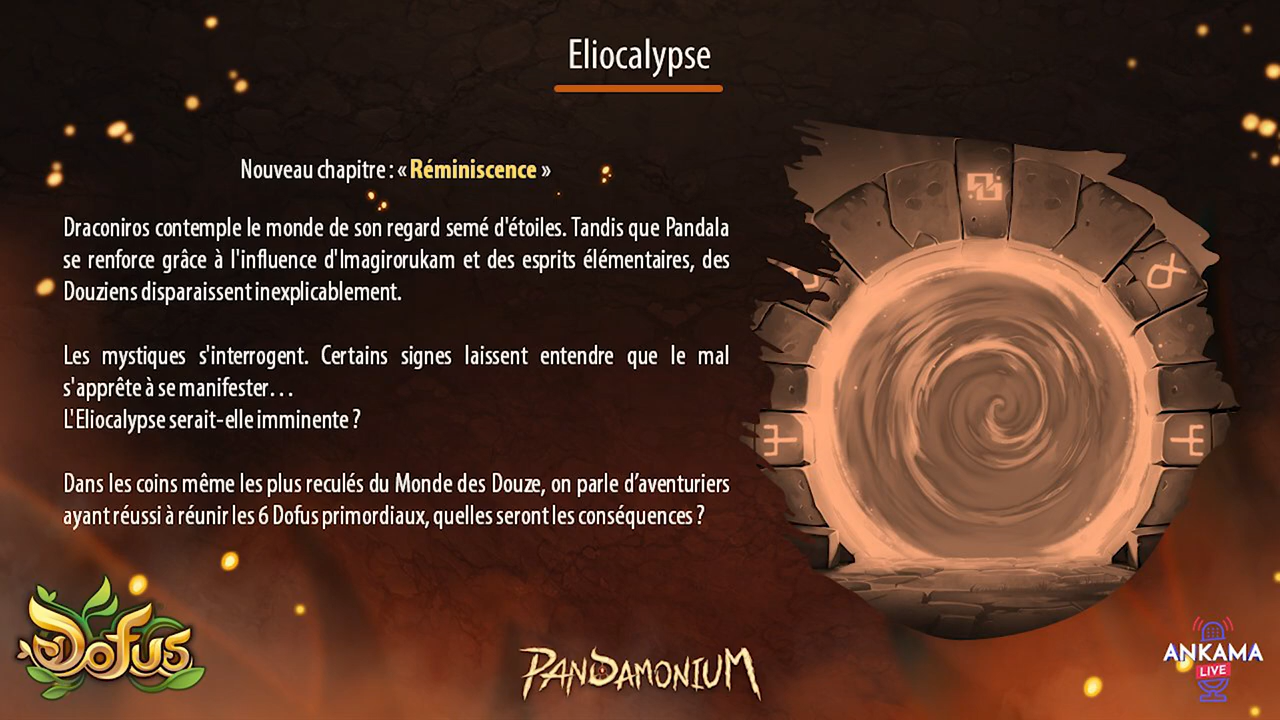 Eliocalypse
Nouveau chapitre : « Réminiscence »
Draconiros contemple le monde de son regard semé d'étoiles. Tandis que Pandala
se renforce grâce à l'influence d'Imagirorukam et des esprits élémentaires, des
Douziens disparaissent inexplicablement.
Les mystiques s'interrogent. Certains signes laissent entendre que le mal
s'apprête à se manifester…
L'Eliocalypse serait-elle imminente ?
Dans les coins même les plus reculés du Monde des Douze, on parle d’aventuriers
ayant réussi à réunir les 6 Dofus primordiaux, quelles seront les conséquences ?
Dofus
PANDAMONIUM
ANKAMA
LIVE